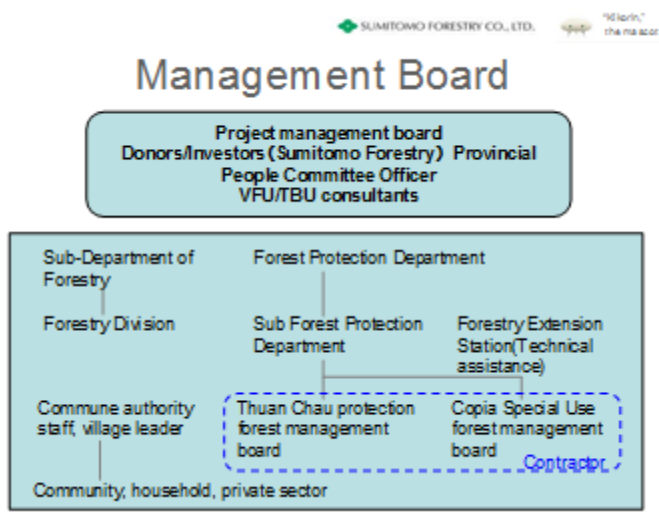 SUMITOMO FORESTRY CO., LTD.
"Kikorin,"
the mascot
Management Board
Project management board
Donors/Investors(Sumitomo Forestry) Provincial
People Committee Officer
VFU/TBU consultants
Sub-Department of
Forestry
Forest Protection Department
Forestry Division
Sub Forest Protection
Department
Forestry Extension
Station(Technical
assistance)
Commune authority
staff, village leader
Thuan Chau protection
forest management
board
Copia Special Use
forest management
board
Contractor
Community, household, private sector